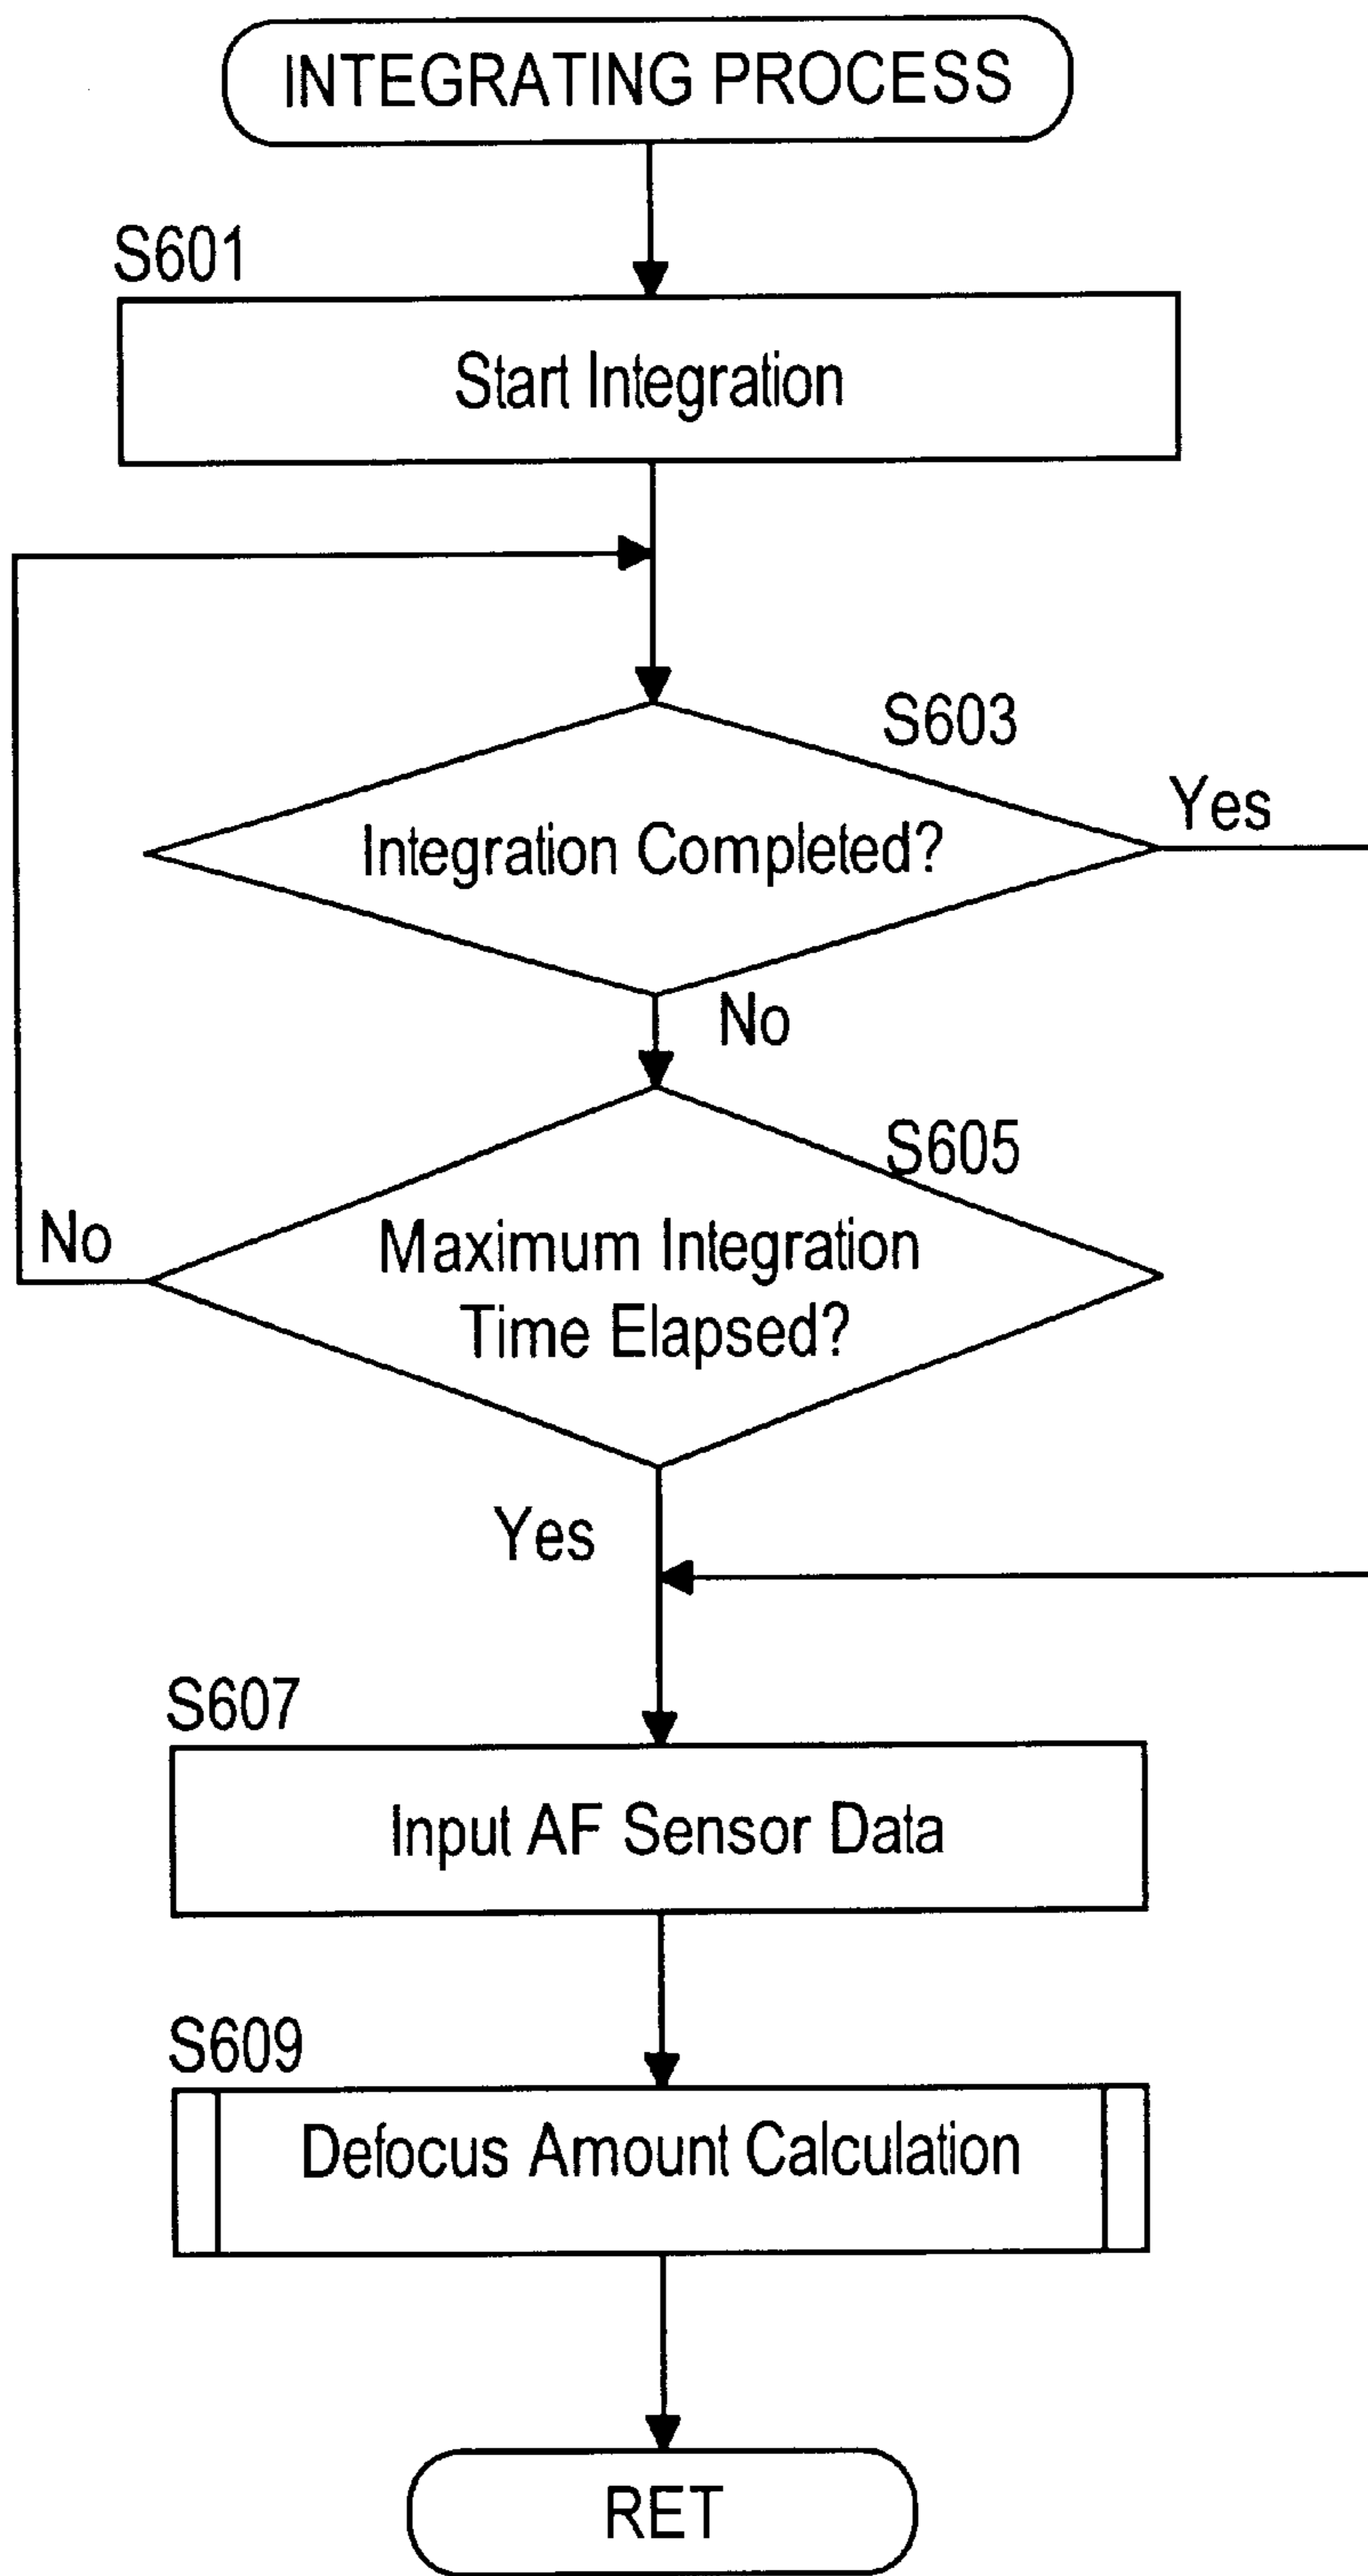 INTEGRATING PROCESS
S601
Start Integration
S603
Yes
Integration Completed?
No
S605
No
Maximum Integration
Time Elapsed?
Yes
S607
Input AF Sensor Data
S609
Defocus Amount Calculation
RET